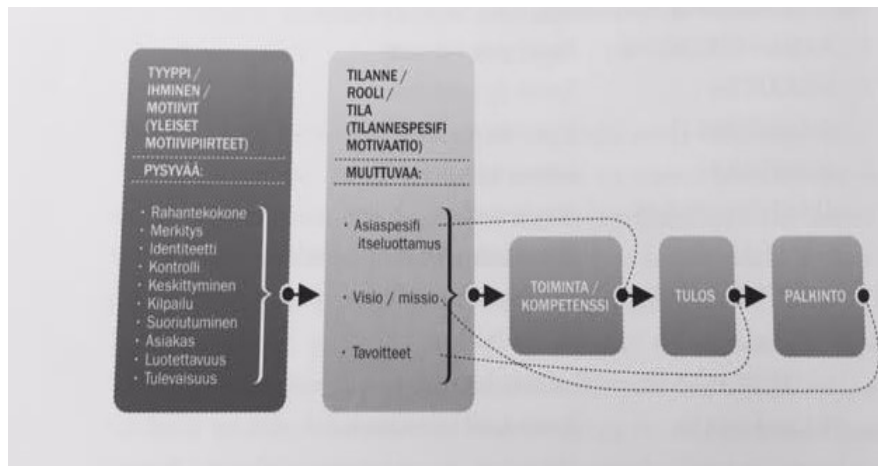 TYYPPI /
IHMINEN /
MOTIIVIT
(YLEISET
MOTIIVIPIIRTEET)
PYSYVÄÄ:
· Rahantekokone
· Merkitys
· Identiteetti
· Kontrolli
· Keskittyminen
· Kilpailu
· Suoriutuminen
· Asiakas
· Luotettavuus
· Tulevaisuus
TILANNE /
ROOLI /
TILA
(TILANNESPESIFI
MOTIVAATIO)
MUUTTUVAA:
· Asiaspesifi
itseluottamus
· Visio / missio
· Tavoitteet
TOIMINTA /
KOMPETENSSI
TULOS
PALKINTO